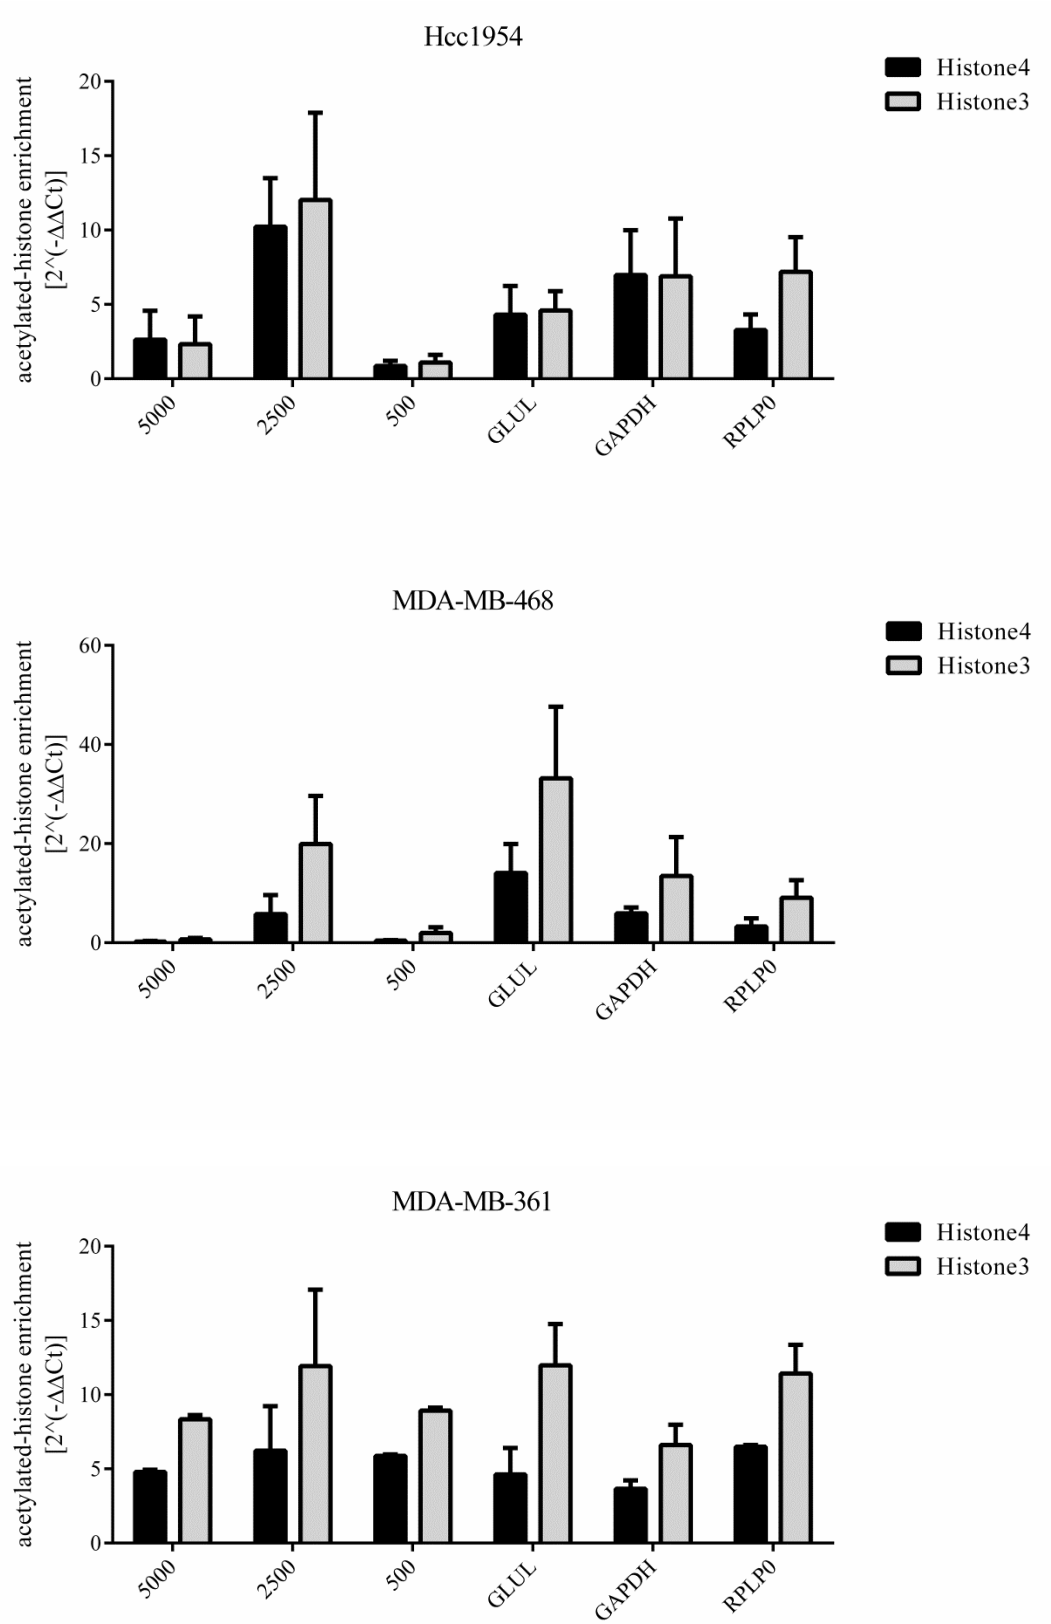 Hcc1954
Histone4
Histone3
acetylated-histone enrichment
[2^(-ΔΔCt)]
20
15
10
5
0
5000
2500
500
GLUL
GAPDH
RPLP0
MDA-MB-468
Histone4
Histone3
acetylated-histone enrichment
[2^(-ΔΔCt)]
60
40
20
0
5000
2500
500
GLUL
GAPDH
RPLP0
MDA-MB-361
Histone4
Histone3
acetylated-histone enrichment
[2^(-ΔΔCt)]
20
15
10
5
0
5000
2500
500
GLUL
GAPDH
RPLP0